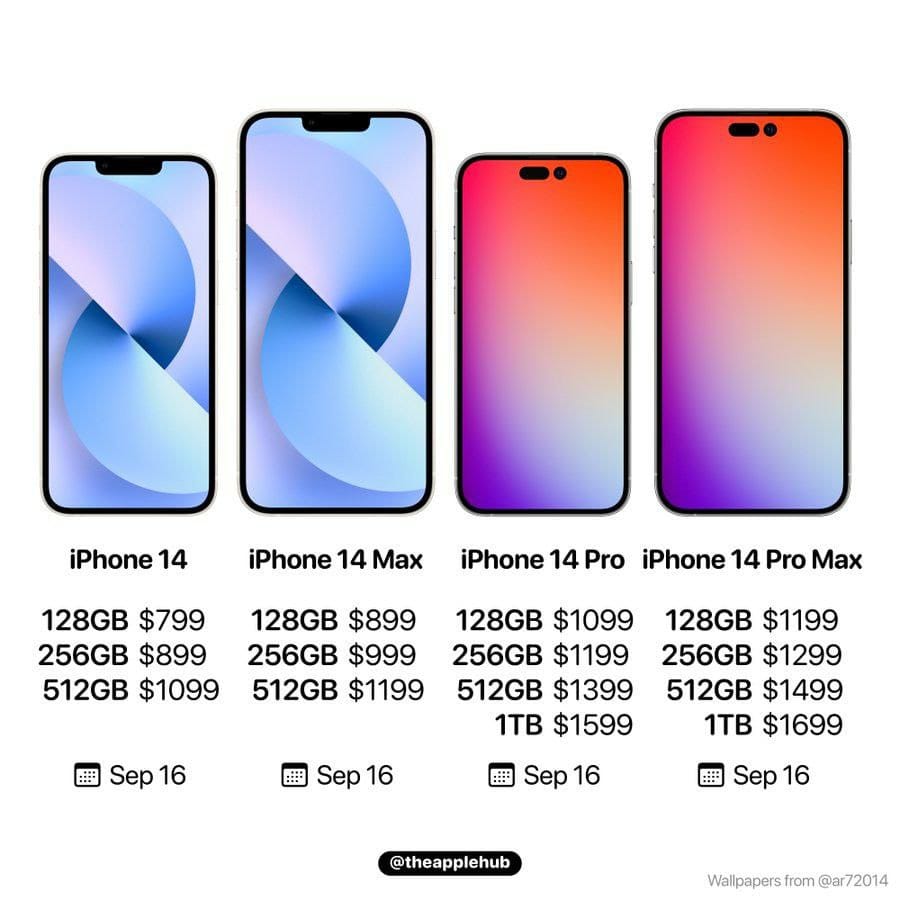 iPhone 14
128GB $799
256GB $899
512GB $1099
Sep 16
iPhone 14 Max
128GB $899
256GB $999
512GB $1199
Sep 16
iPhone 14 Pro
128GB $1099
256GB $1199
512GB $1399
1TB $1599
Sep 16
iPhone 14 Pro Max
128GB $1199
256GB $1299
512GB $1499
1TB $1699
Sep 16
@theapplehub
Wallpapers from @ar72014